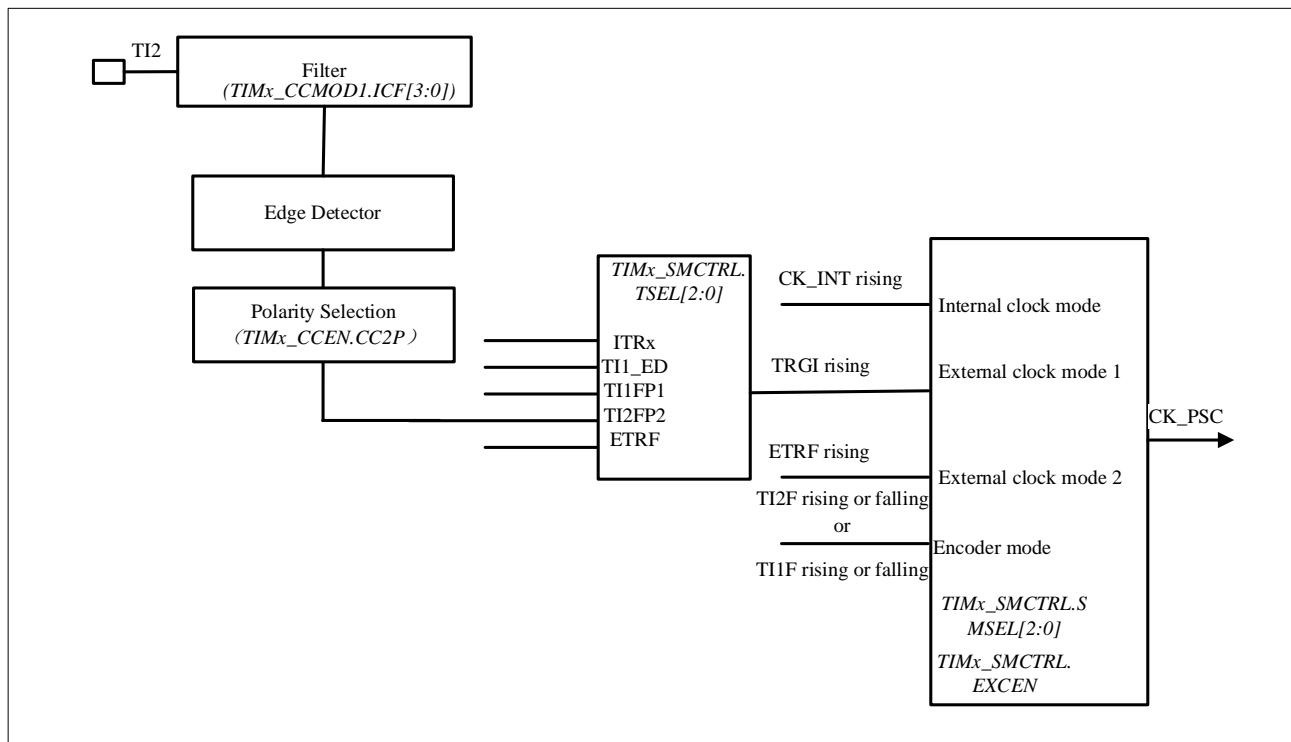 TI2
Filter
(TIMx_CCMOD1.ICF[3:0])
Edge Detector
Polarity Selection
（TIMx_CCEN.CC2P）
TIMx_SMCTRL.
TSEL[2:0]
ITRx
TI1_ED
TI1FP1
TI2FP2
ETRF
CK_INT rising
TRGI rising
ETRF rising
TI2F rising or falling
or
TI1F rising or falling
Internal clock mode
External clock mode 1
External clock mode 2
Encoder mode
TIMx_SMCTRL.S
MSEL[2:0]
TIMx_SMCTRL.
EXCEN
CK_PSC